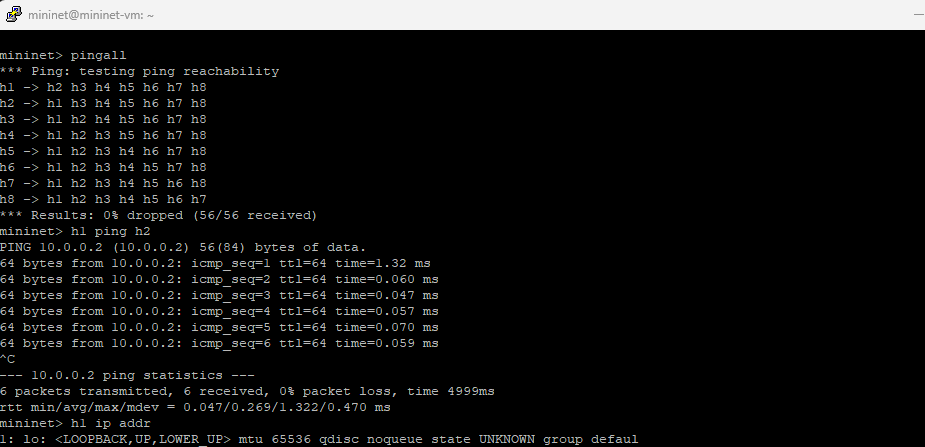 mininet@mininet-vm: ~
mininet> pingall
*** Ping: testing ping reachability
h1 -> h2 h3 h4 h5 h6 h7 h8
h2 -> h1 h3 h4 h5 h6 h7 h8
h3 -> h1 h2 h4 h5 h6 h7 h8
h4 -> h1 h2 h3 h5 h6 h7 h8
h5 -> h1 h2 h3 h4 h6 h7 h8
h6 -> h1 h2 h3 h4 h5 h7 h8
h7 -> h1 h2 h3 h4 h5 h6 h8
h8 -> h1 h2 h3 h4 h5 h6 h7
*** Results: 0% dropped (56/56 received)
mininet> h1 ping h2
PING 10.0.0.2 (10.0.0.2) 56(84) bytes of data.
64 bytes from 10.0.0.2: icmp_seq=1 ttl=64 time=1.32 ms
64 bytes from 10.0.0.2: icmp_seq=2 ttl=64 time=0.060 ms
64 bytes from 10.0.0.2: icmp_seq=3 ttl=64 time=0.047 ms
64 bytes from 10.0.0.2: icmp_seq=4 ttl=64 time=0.057 ms
64 bytes from 10.0.0.2: icmp_seq=5 ttl=64 time=0.070 ms
64 bytes from 10.0.0.2: icmp_seq=6 ttl=64 time=0.059 ms
^C
--- 10.0.0.2 ping statistics ---
6 packets transmitted, 6 received, 0% packet loss, time 4999ms
rtt min/avg/max/mdev = 0.047/0.269/1.322/0.470 ms
mininet> h1 ip addr
1: lo: <LOOPBACK,UP,LOWER_UP> mtu 65536 qdisc noqueue state UNKNOWN group defaul